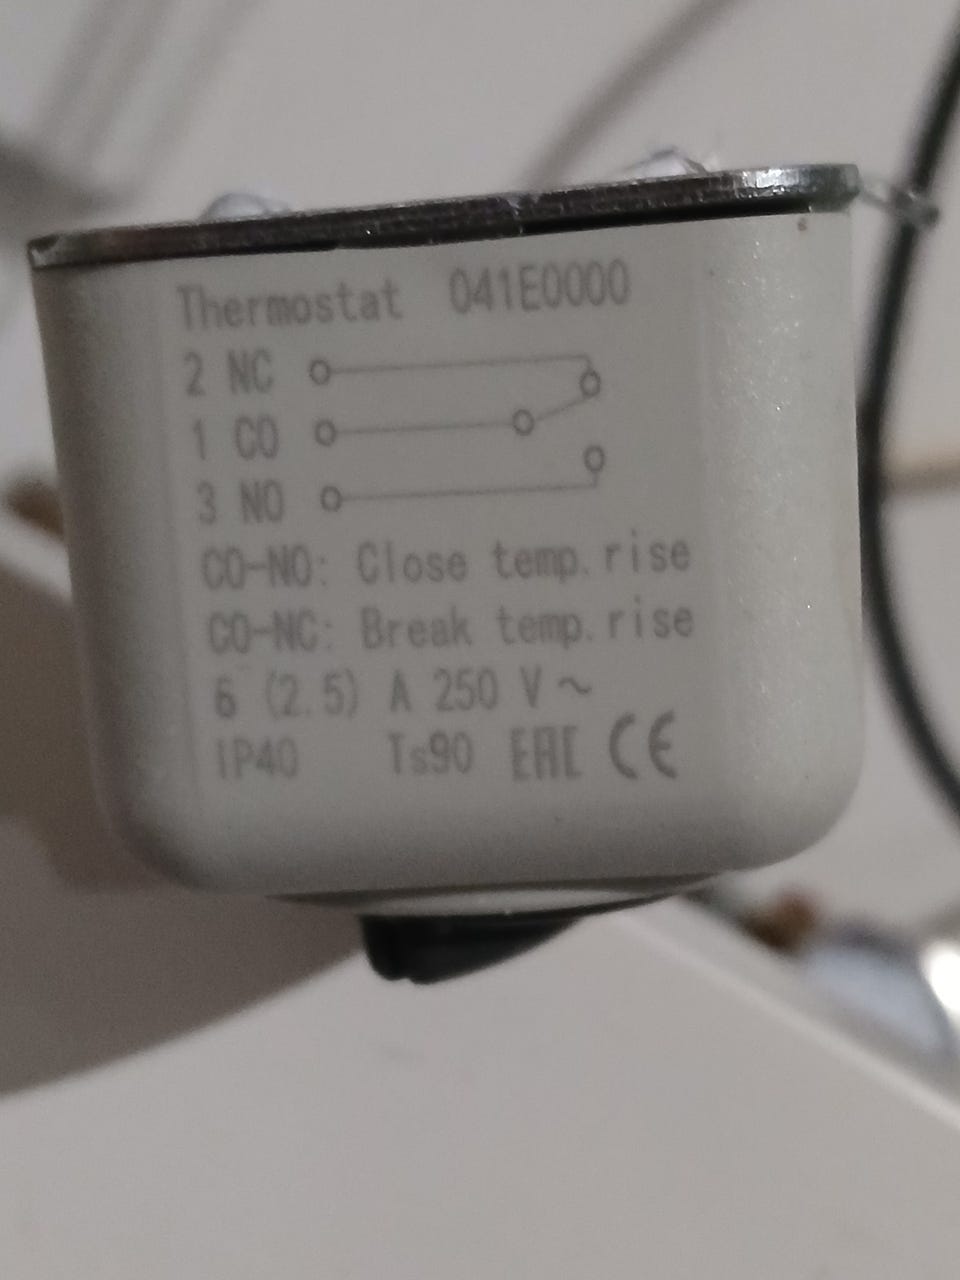 Thermostat 041E0000
2 NC
1 CO
3 NO
CO-NO: Close temp.rise
CO-NC: Break temp.rise
6 (2.5) A 250 V ~
IP40 Ts90 EAC CE